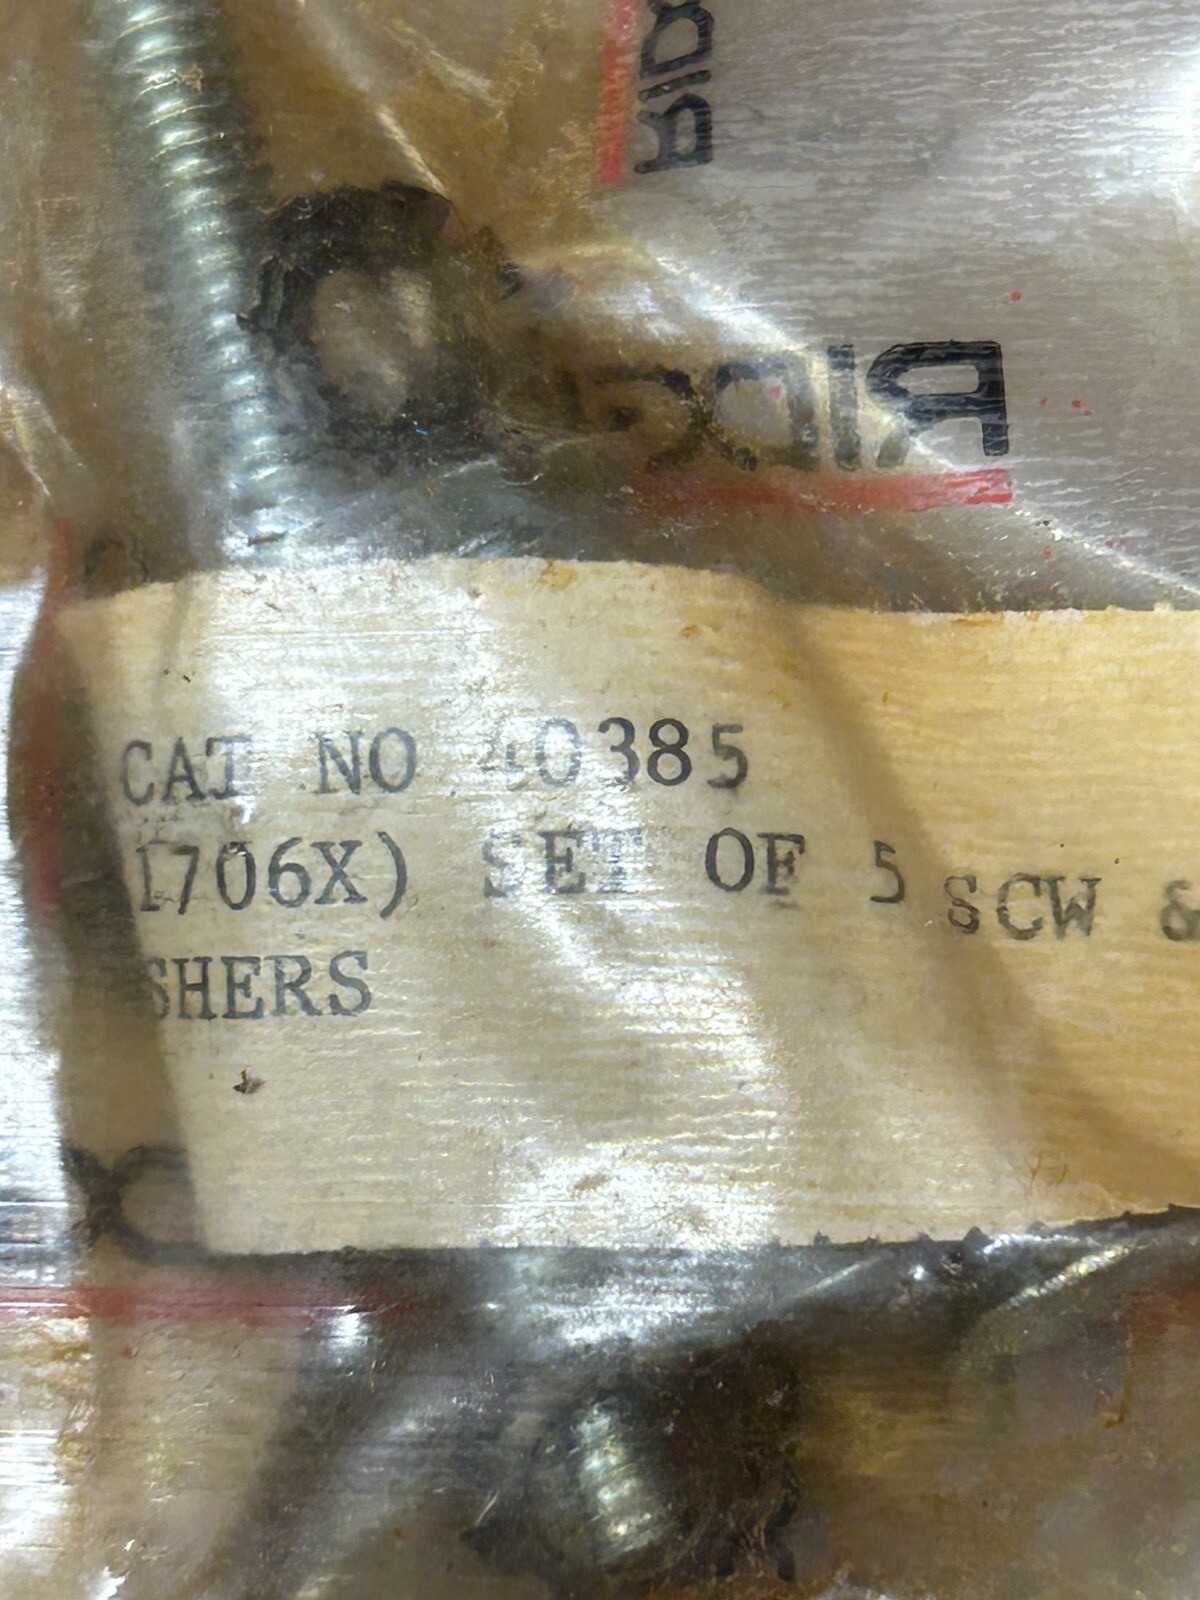 CAT NO 40385
1706X) SET OF 5 SCW &
SHERS